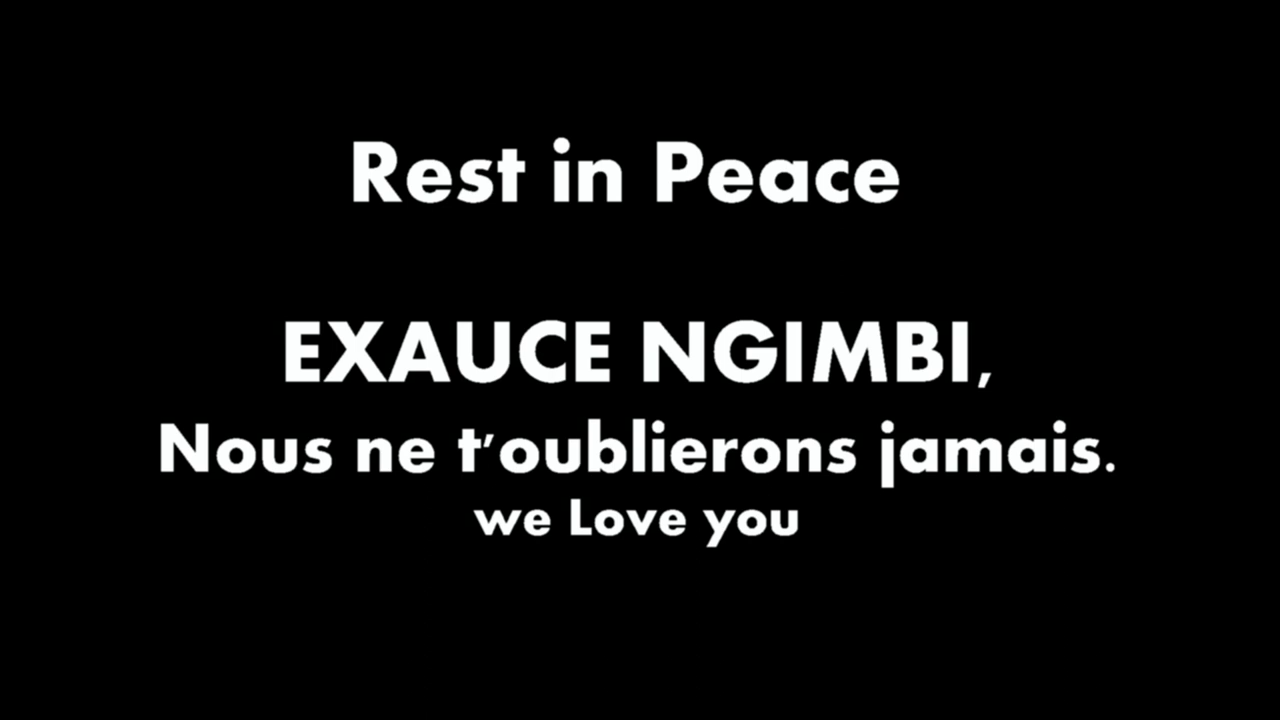 Rest in Peace
EXAUCE NGIMBI,
Nous ne t'oublierons jamais.
we Love you